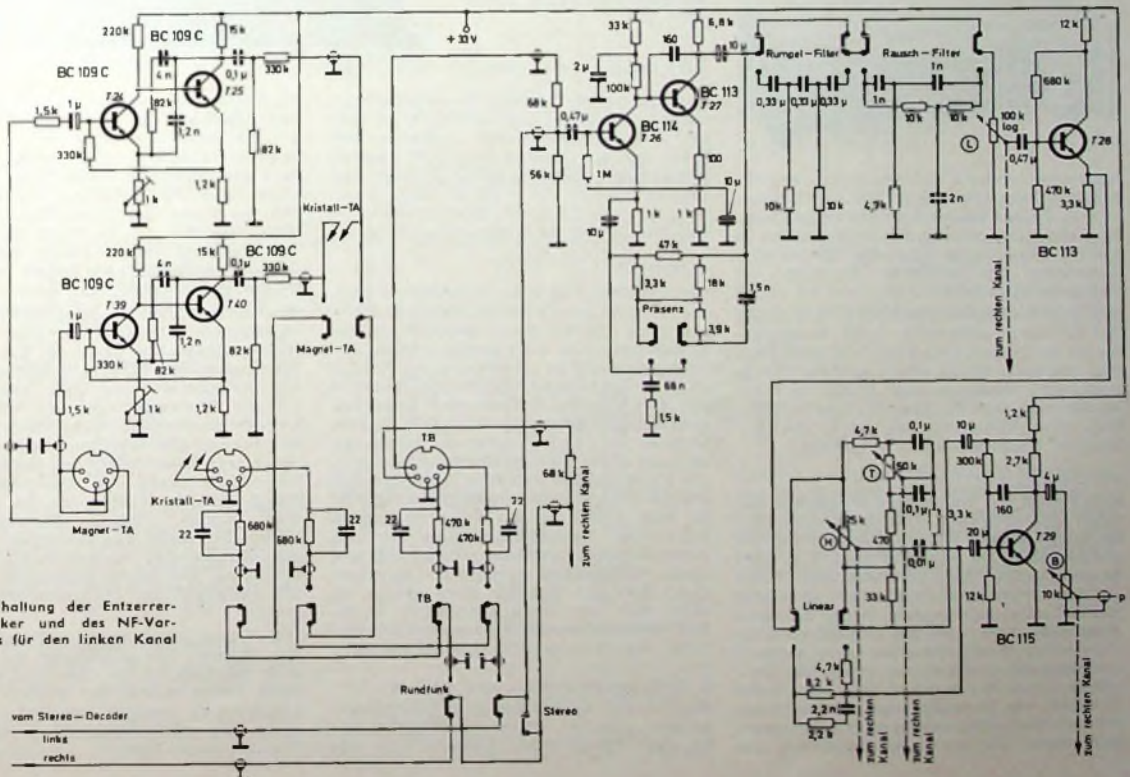 220k
15k
BC 109 C
BC 109 C
4n
0,1µ
330k
T 24
T 25
1,5k
1µ
82k
1,2n
330k
1k
1,2k
82k
220k
15k
BC 109 C
4n
0,1µ
330k
BC 109 C
T 39
T 40
1µ
330k
82k
1,2n
82k
1,5k
1k
1,2k
Magnet-TA
Kristall-TA
Magnet-TA
Kristall-TA
22
680k
680k
22
TB
22
470k
470k
22
TB
Rundfunk
Stereo
68k
zum rechten Kanal
+33V
68k
0,47µ
56k
1M
2µ
33k
100k
160
6,8k
10µ
BC 113
T 27
BC 114
T 26
100
10µ
1k
1k
10µ
47k
3,3k
18k
1,5n
Präsenz
3,9k
68n
1,5k
Rumpel-Filter
Rausch-Filter
0,33µ
0,33µ
0,33µ
10k
10k
1n
1n
10k
10k
4,7k
2n
100k
log
L
0,47µ
12k
680k
T 28
470k
3,3k
BC 113
zum rechten Kanal
4,7k
0,1µ
10µ
1,2k
T
50k
300k
2,7k
4µ
0,1µ
3,3k
160
H
25k
470
0,01µ
20µ
T 29
B
10k
P
33k
12k
BC 115
Linear
4,7k
8,2k
2,2n
2,2k
zum rechten Kanal
zum rechten Kanal
zum rechten Kanal
haltung der Entzerrer-
ker und des NF-Vor-
s für den linken Kanal
vom Stereo-Decoder
links
rechts